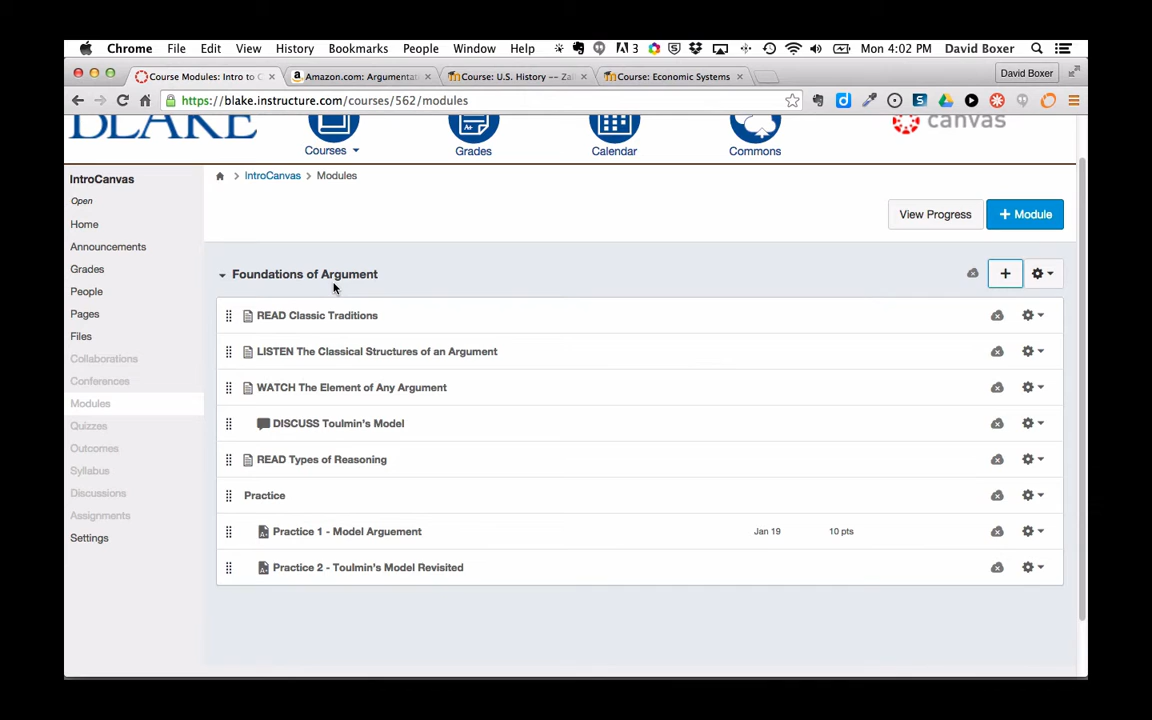 Chrome File Edit View History Bookmarks People Window Help 3 Mon 4:02 PM David Boxer
Course Modules: Intro to C Amazon.com: Argumenta Course: U.S. History -- Za Course: Economic Systems David Boxer
https://blake.instructure.com/courses/562/modules
BLAKE Courses Grades Calendar Commons canvas
IntroCanvas
Open
Home
Announcements
Grades
People
Pages
Files
Collaborations
Conferences
Modules
Quizzes
Outcomes
Syllabus
Discussions
Assignments
Settings
IntroCanvas > Modules
View Progress + Module
Foundations of Argument
READ Classic Traditions
LISTEN The Classical Structures of an Argument
WATCH The Element of Any Argument
DISCUSS Toulmin's Model
READ Types of Reasoning
Practice
Practice 1 - Model Arguement Jan 19 10 pts
Practice 2 - Toulmin's Model Revisited